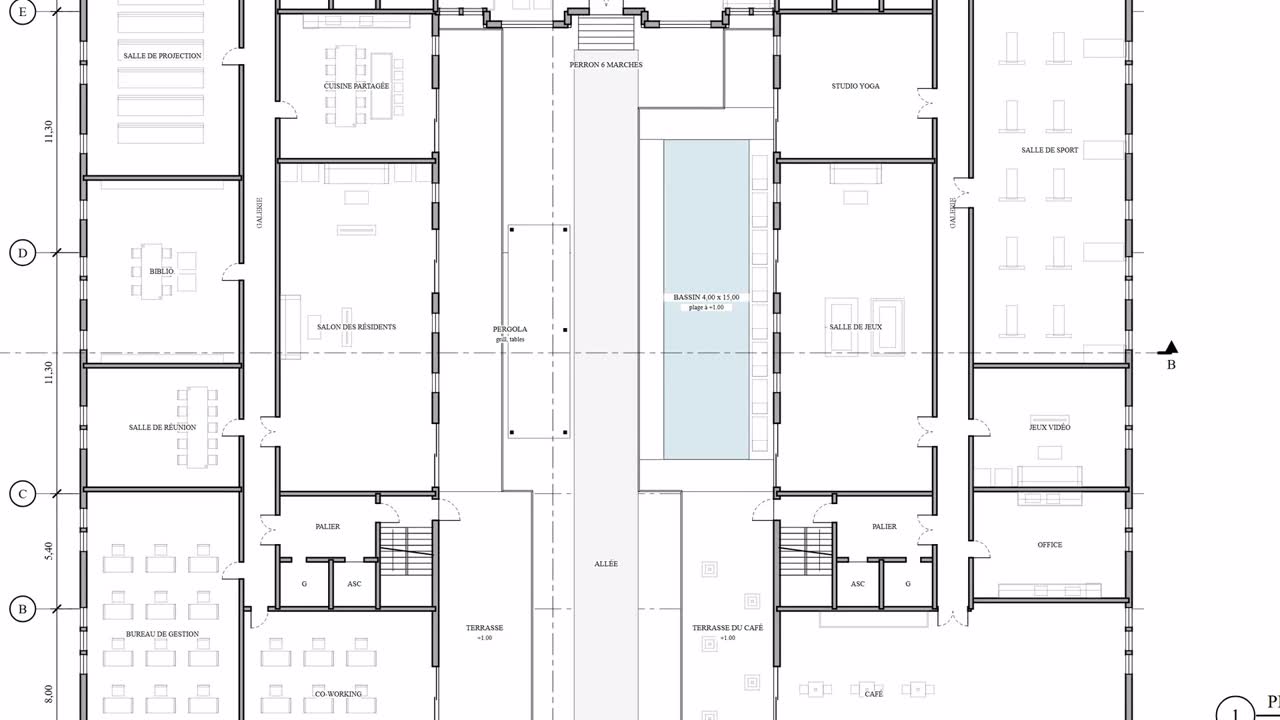 E
SALLE DE PROJECTION
PERRON 6 MARCHES
CUISINE PARTAGÉE
STUDIO YOGA
11,30
SALLE DE SPORT
GALERIE
GALERIE
D
BIBLIO
BASSIN 4,00 x 15,00
plage à +1.00
SALON DES RÉSIDENTS
PERGOLA
grill, tables
SALLE DE JEUX
B
11,30
SALLE DE RÉUNION
JEUX VIDÉO
C
PALIER
PALIER
OFFICE
5,40
ALLÉE
G
ASC
ASC
G
B
TERRASSE
+1.00
TERRASSE DU CAFÉ
+1.00
BUREAU DE GESTION
8,00
CO-WORKING
CAFÉ
1